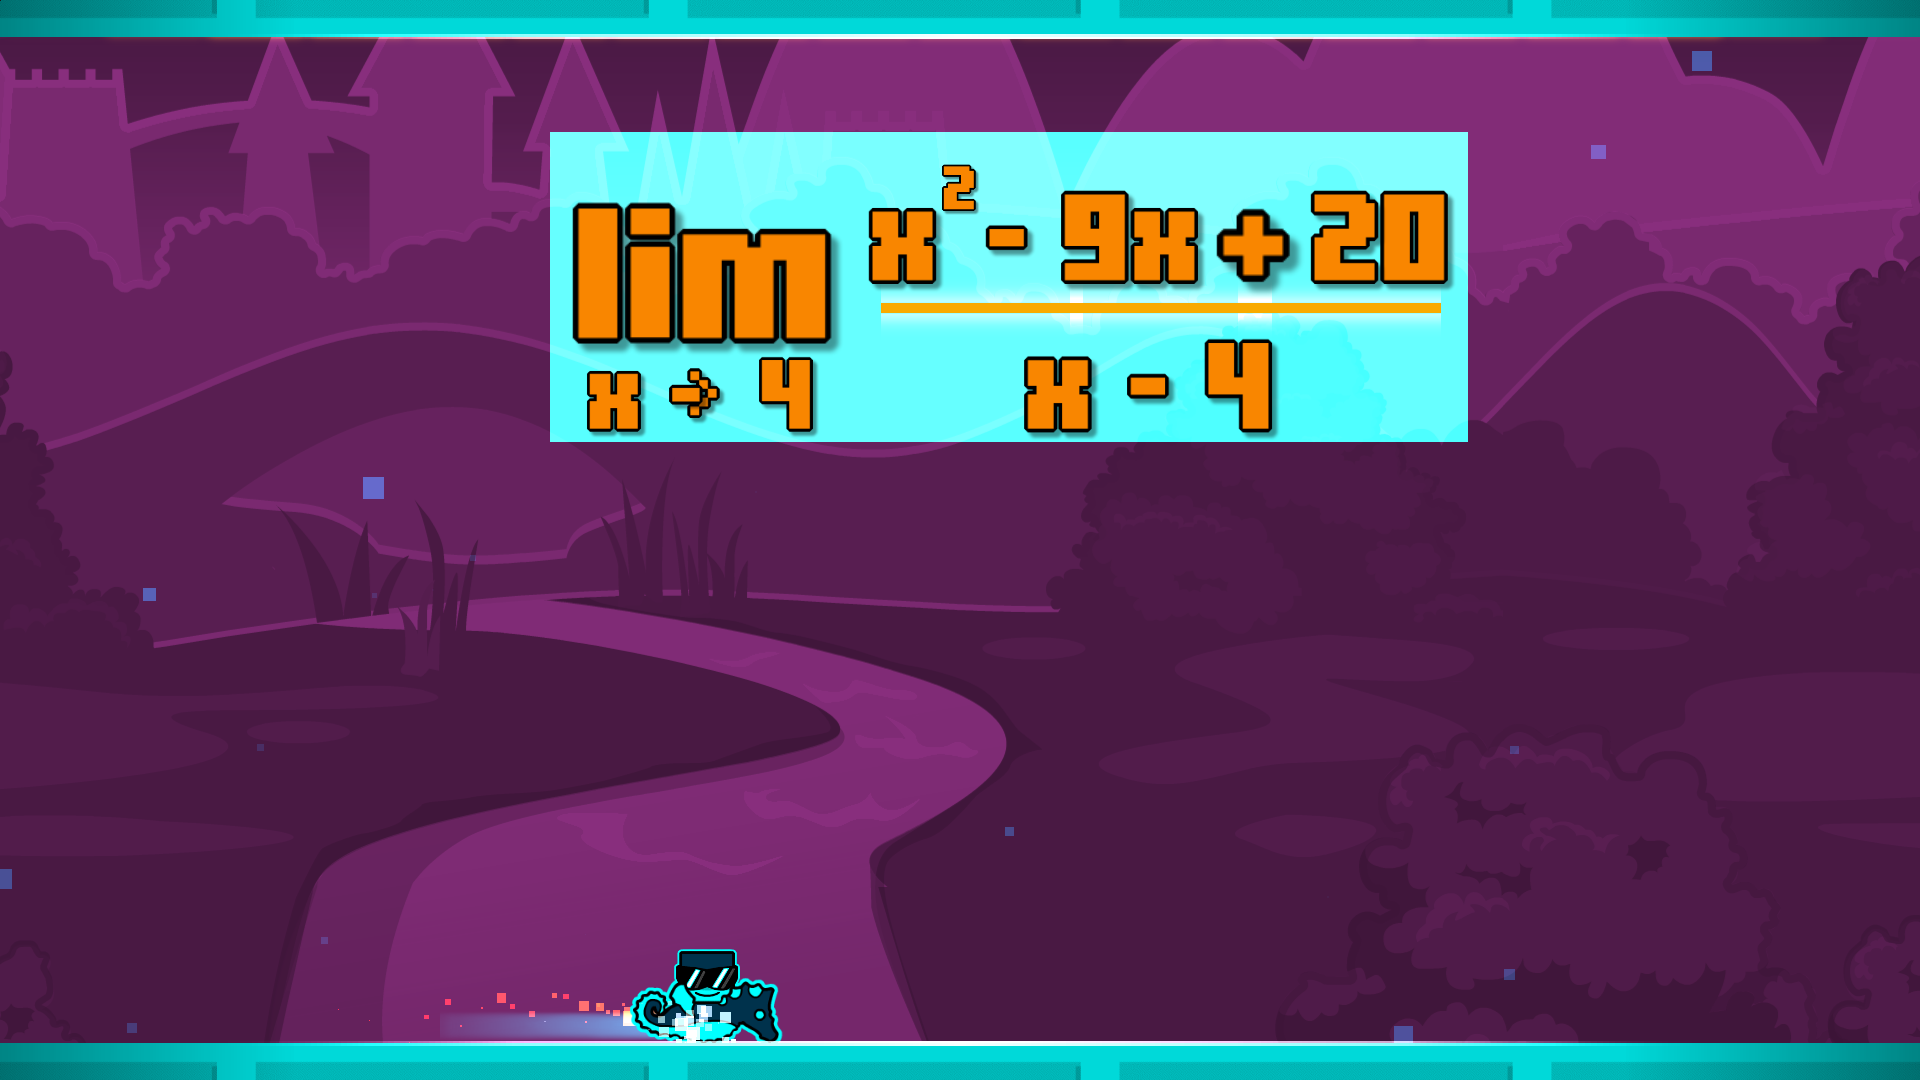 lim x² - 9x + 20
x → 4 x - 4